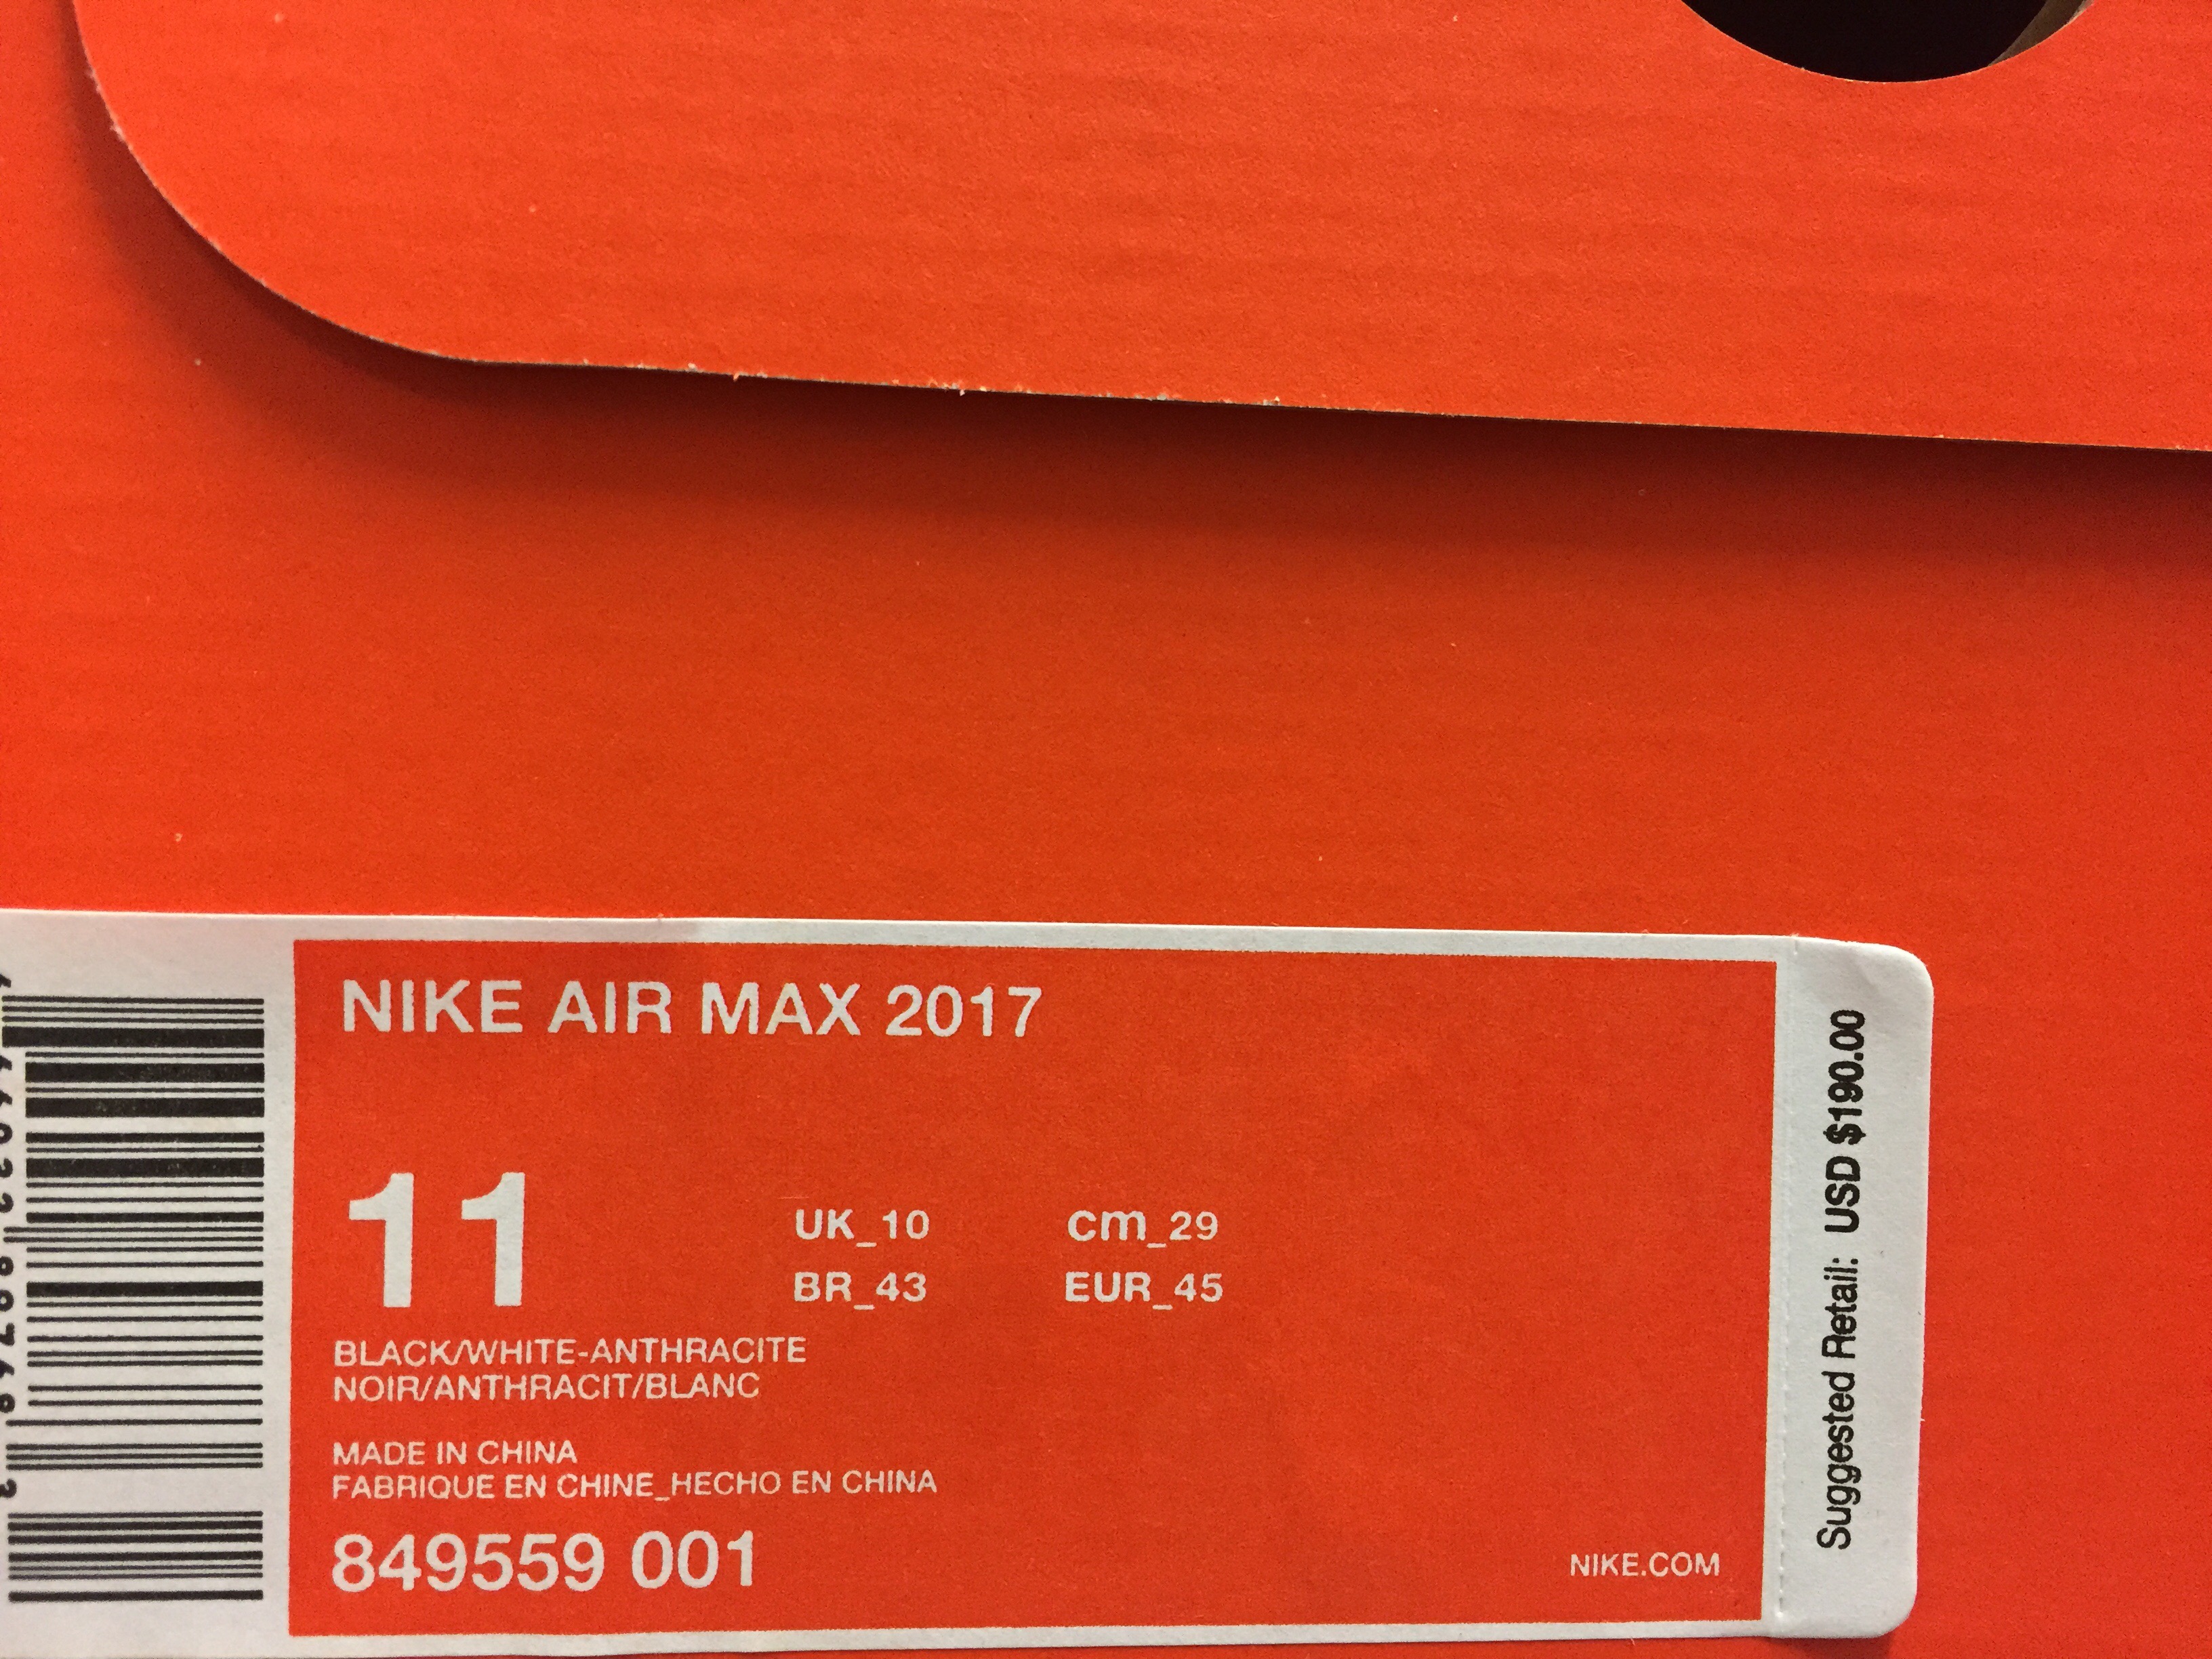 NIKE AIR MAX 2017
11
UK_10
cm_29
BR_43
EUR_45
BLACK/WHITE-ANTHRACITE
NOIR/ANTHRACIT/BLANC
MADE IN CHINA
FABRIQUE EN CHINE_HECHO EN CHINA
849559 001
NIKE.COM
Suggested Retail: USD $190.00